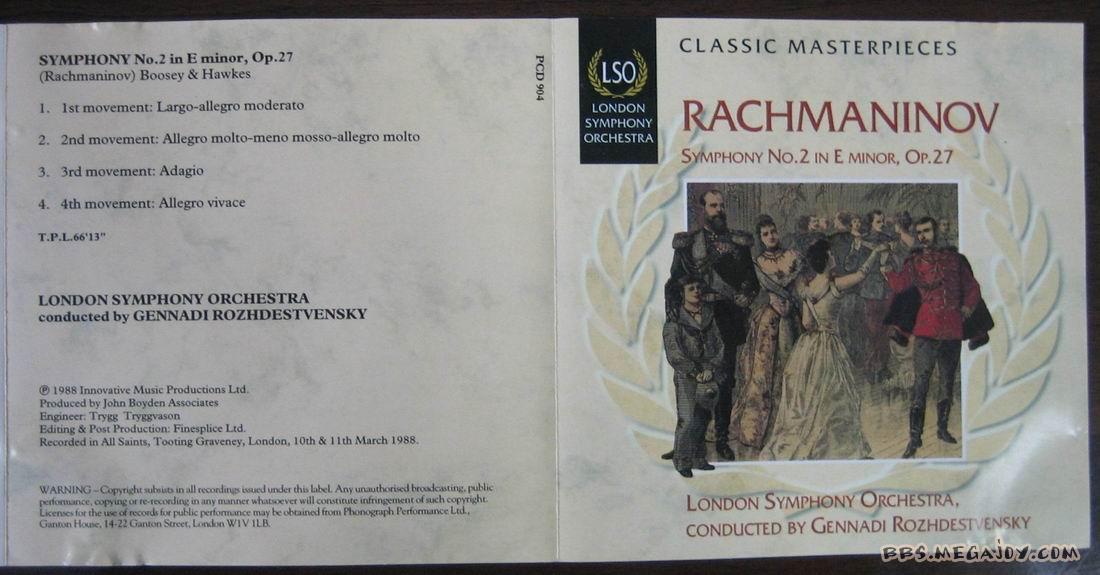 SYMPHONY No.2 in E minor, Op.27
(Rachmaninov) Boosey & Hawkes
1. 1st movement: Largo-allegro moderato
2. 2nd movement: Allegro molto-meno mosso-allegro molto
3. 3rd movement: Adagio
4. 4th movement: Allegro vivace
T.P.L.66'13"
LONDON SYMPHONY ORCHESTRA
conducted by GENNADI ROZHDESTVENSKY
℗ 1988 Innovative Music Productions Ltd.
Produced by John Boyden Associates
Engineer: Trygg Tryggvason
Editing & Post Production: Finesplice Ltd.
Recorded in All Saints, Tooting Graveney, London, 10th & 11th March 1988.
WARNING – Copyright subsists in all recordings issued under this label. Any unauthorised broadcasting, public
performance, copying or re-recording in any manner whatsoever will constitute infringement of such copyright.
Licenses for the use of records for public performance may be obtained from Phonograph Performance Ltd.,
Ganton House, 14-22 Ganton Street, London W1V 1LB.
PCD 904
LSO
LONDON
SYMPHONY
ORCHESTRA
CLASSIC MASTERPIECES
RACHMANINOV
SYMPHONY NO.2 IN E MINOR, OP.27
LONDON SYMPHONY ORCHESTRA,
CONDUCTED BY GENNADI ROZHDESTVENSKY
BBS.MEGAJOY.COM